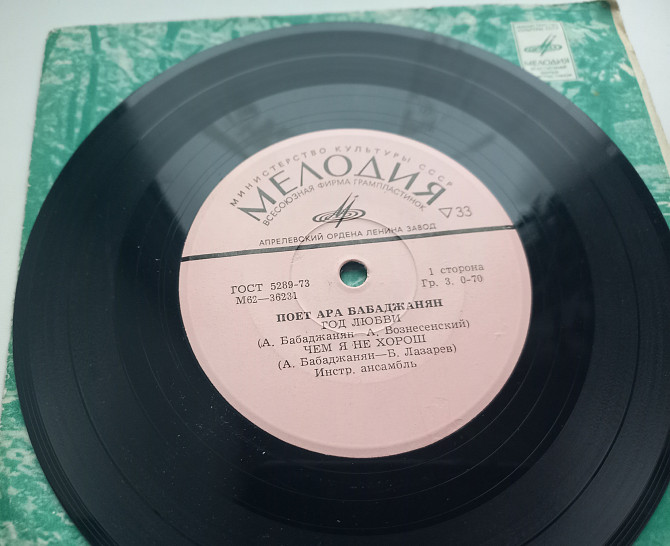 МИНИСТЕРСТВО КУЛЬТУРЫ СССР
МЕЛОДИЯ
ВСЕСОЮЗНАЯ ФИРМА ГРАМПЛАСТИНОК
33
АПРЕЛЕВСКИЙ ОРДЕНА ЛЕНИНА ЗАВОД
ГОСТ 5289-73
М62—36231
1 сторона
Гр. 3. 0-70
ПОЕТ АРА БАБАДЖАНЯН
ГОД ЛЮБВИ
(А. Бабаджанян—А. Вознесенский)
ЧЕМ Я НЕ ХОРОШ
(А. Бабаджанян—Б. Лазарев)
Инстр. ансамбль
МЕЛОДИЯ